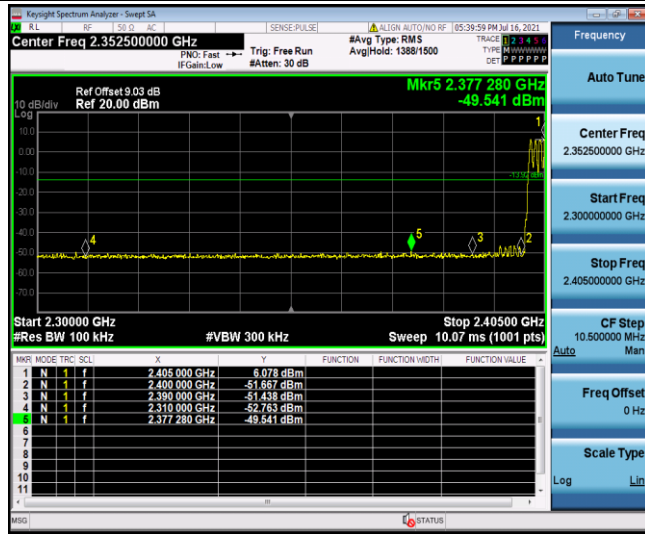 Keysight Spectrum Analyzer - Swept SA
RL RF 50 Ω AC SENSE:PULSE ALIGN AUTO/NO RF 05:39:59 PM Jul 16, 2021
Center Freq 2.352500000 GHz #Avg Type: RMS TRACE 1 2 3 4 5 6
PNO: Fast Trig: Free Run Avg|Hold: 1388/1500 TYPE MWWWWW
IFGain:Low #Atten: 30 dB DET P P P P P P
Mkr5 2.377 280 GHz
-49.541 dBm
Ref Offset 9.03 dB
10 dB/div Ref 20.00 dBm
Log
10.0
0.00
-10.0
-20.0
-30.0
-40.0
-50.0
-60.0
-70.0
1
-13.92 dBm
4 5 3 2
Start 2.30000 GHz Stop 2.40500 GHz
#Res BW 100 kHz #VBW 300 kHz Sweep 10.07 ms (1001 pts)
MKR MODE TRC SCL X Y FUNCTION FUNCTION WIDTH FUNCTION VALUE
1 N 1 f 2.405 000 GHz 6.078 dBm
2 N 1 f 2.400 000 GHz -51.667 dBm
3 N 1 f 2.390 000 GHz -51.438 dBm
4 N 1 f 2.310 000 GHz -52.763 dBm
5 N 1 f 2.377 280 GHz -49.541 dBm
6
7
8
9
10
11
MSG STATUS
Frequency
Auto Tune
Center Freq
2.352500000 GHz
Start Freq
2.300000000 GHz
Stop Freq
2.405000000 GHz
CF Step
10.500000 MHz
Auto Man
Freq Offset
0 Hz
Scale Type
Log Lin